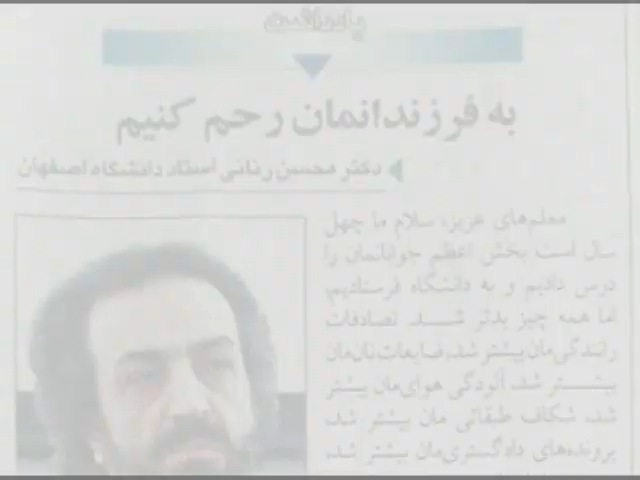 یادداشت
به فرزندانمان رحم کنیم
دکتر محسن رنانی استاد دانشگاه اصفهان
معلم‌های عزیز، سلام ما چهل
سال است بخش اعظم جوانانمان را
درس دادیم و به دانشگاه فرستادیم،
اما همه چیز بدتر شد. تصادفات
رانندگی‌مان بیشتر شد، ضایعات نان‌مان
بیشتر شد، آلودگی هوای‌مان بیشتر
شد، شکاف طبقاتی مان بیشتر شد،
پرونده‌های دادگستری‌مان بیشتر شد،